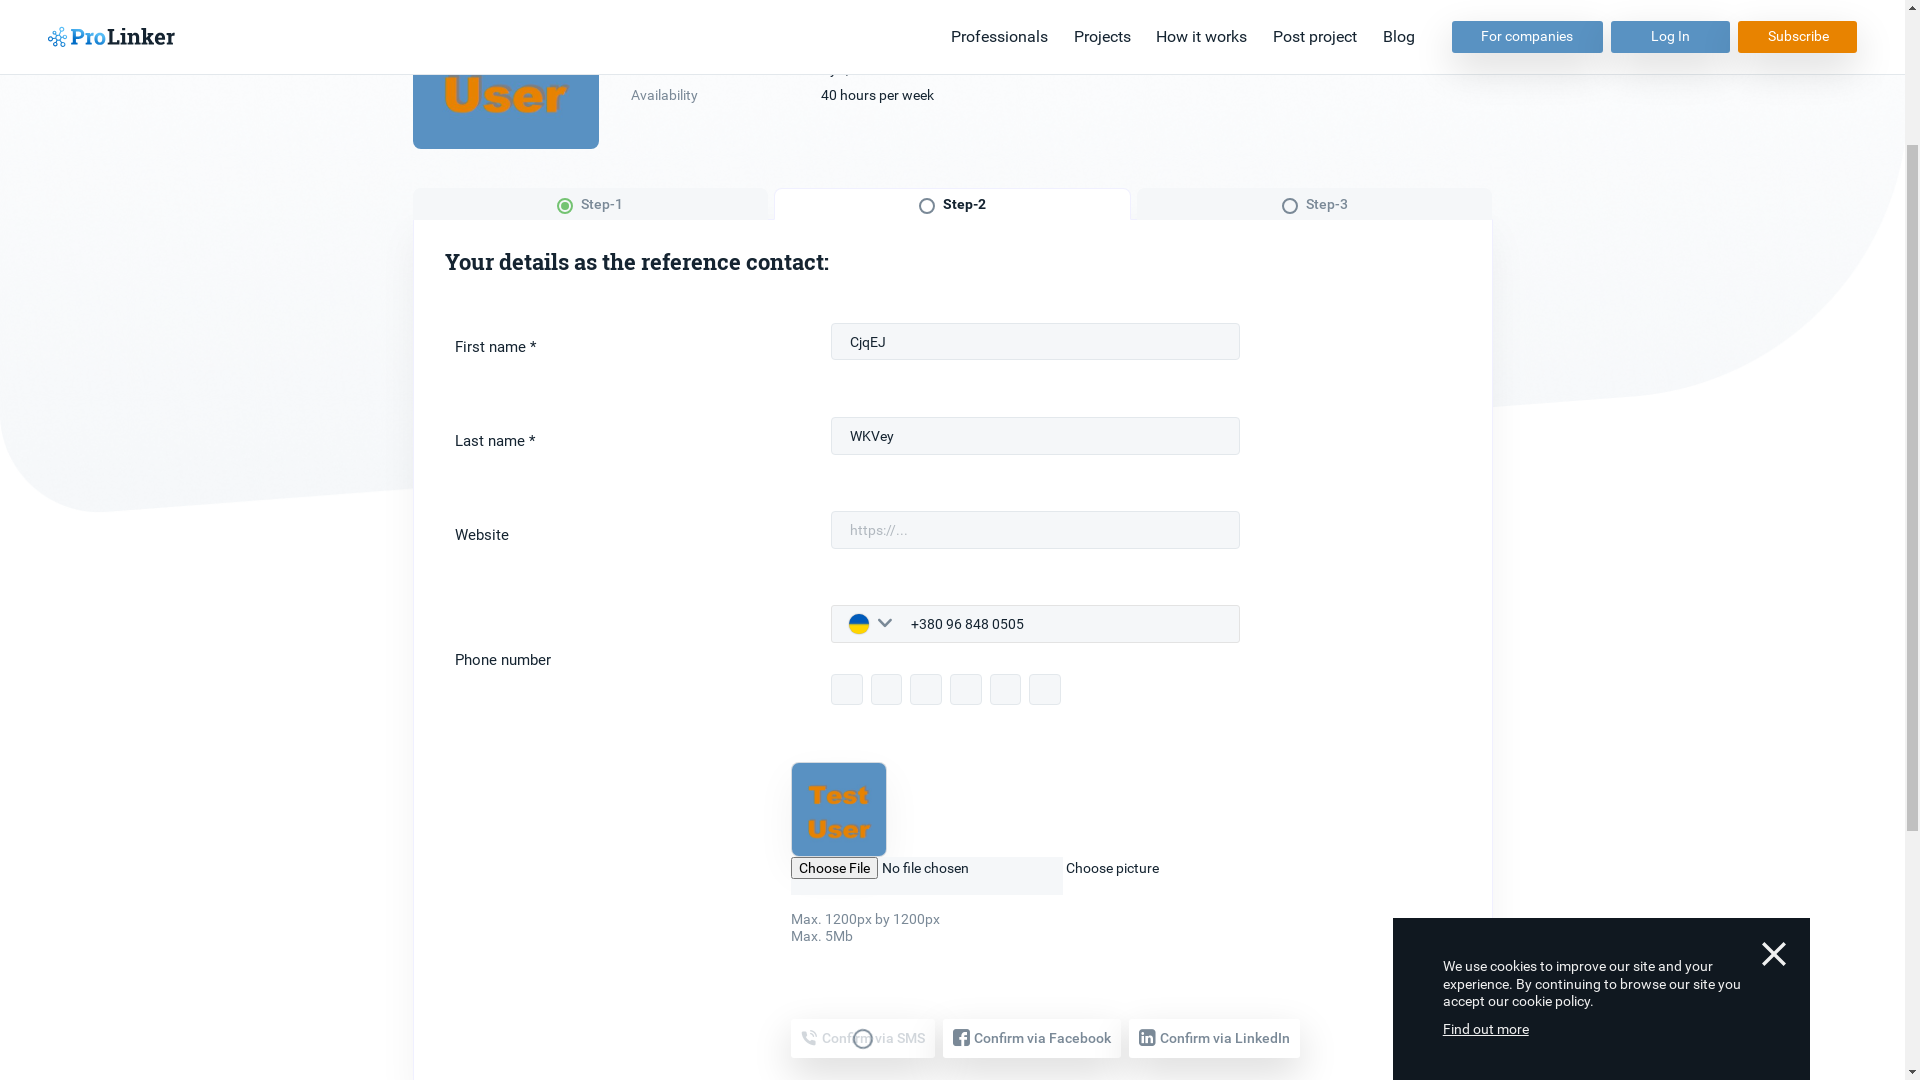 ProLinker
Professionals
Projects
How it works
Post project
Blog
For companies
Log In
Subscribe
User
Availability
40 hours per week
Step-1
Step-2
Step-3
Your details as the reference contact:
First name *
CjqEJ
Last name *
WKVey
Website
https://...
Phone number
+380 96 848 0505
Test
User
Choose File No file chosen Choose picture
Max. 1200px by 1200px
Max. 5Mb
Confirm via SMS
Confirm via Facebook
Confirm via LinkedIn
We use cookies to improve our site and your
experience. By continuing to browse our site you
accept our cookie policy.
Find out more